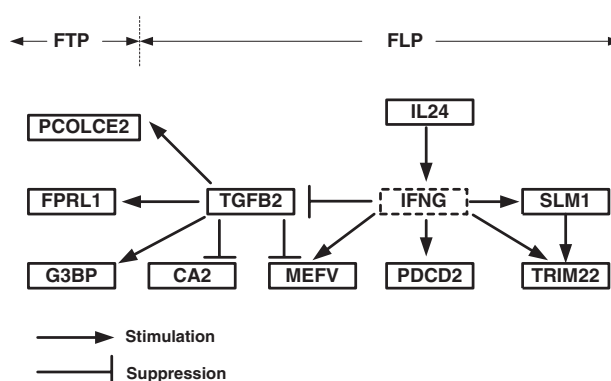 FTP FLP
IL24
PCOLCE2
FPRL1 TGFB2 IFNG SLM1
G3BP CA2 MEFV PDCD2 TRIM22
Stimulation
Suppression